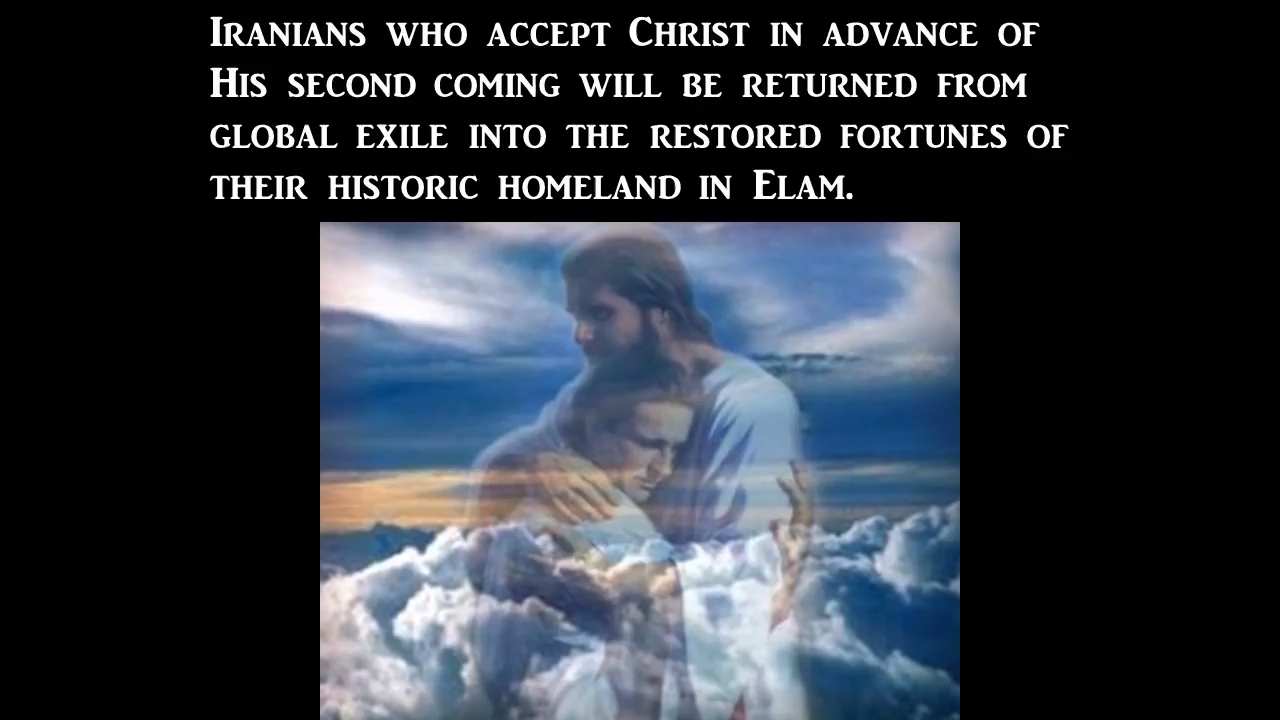 Iranians who accept Christ in advance of
His second coming will be returned from
global exile into the restored fortunes of
their historic homeland in Elam.